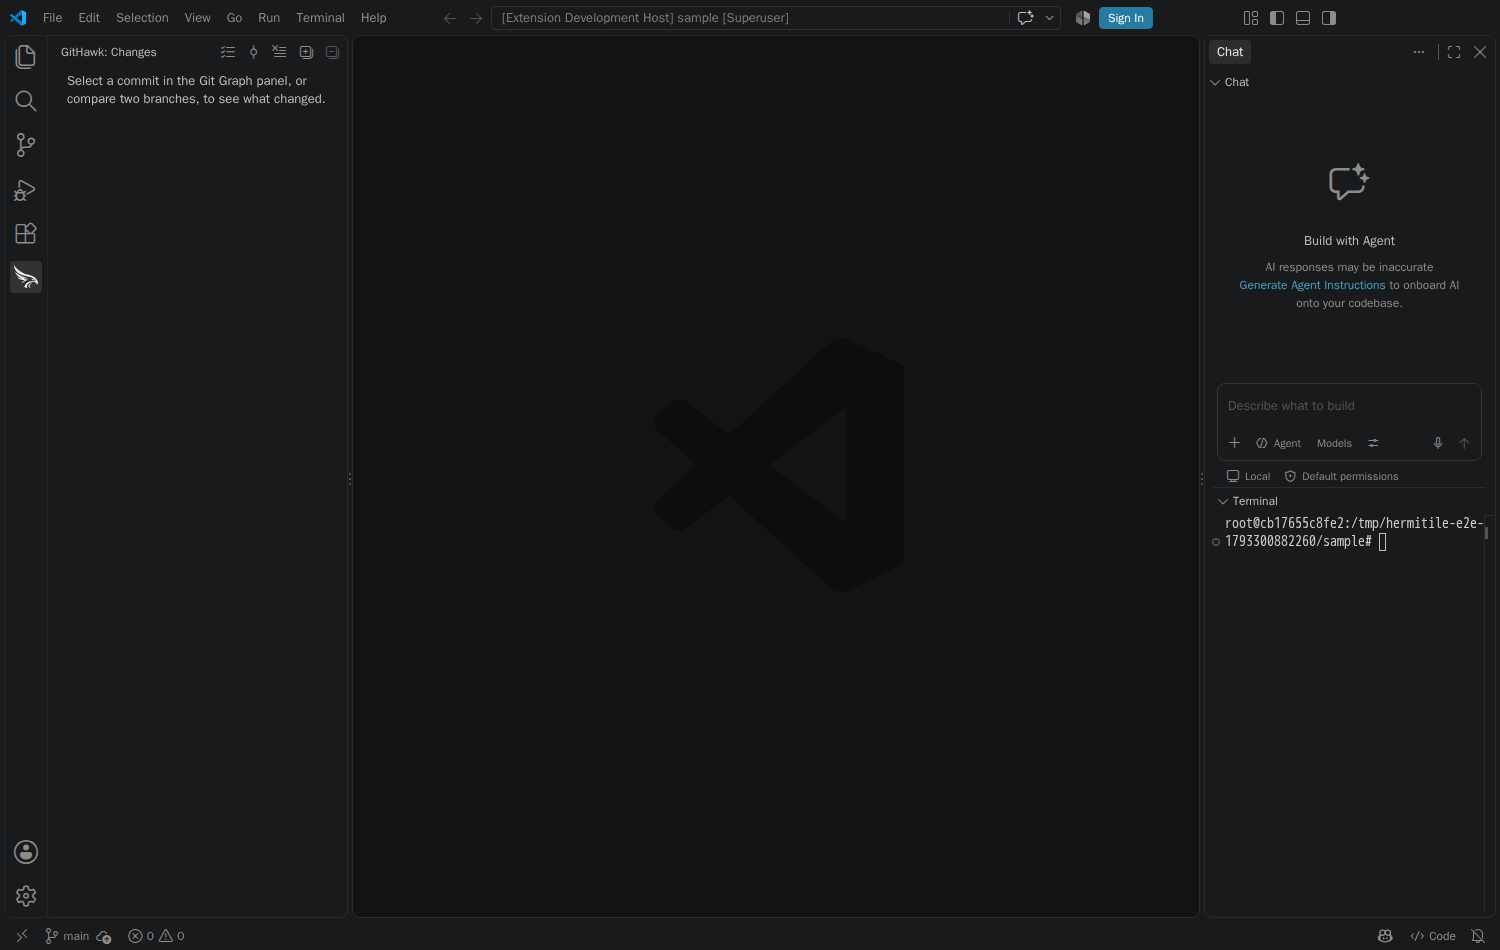 File Edit Selection View Go Run Terminal Help
[Extension Development Host] sample [Superuser]
Sign In
GitHawk: Changes
Select a commit in the Git Graph panel, or
compare two branches, to see what changed.
Chat
Chat
Build with Agent
AI responses may be inaccurate
Generate Agent Instructions to onboard AI
onto your codebase.
Describe what to build
Agent Models
Local Default permissions
Terminal
root@cb17655c8fe2:/tmp/hermitile-e2e-
1793300882260/sample#
main 0 0
Code